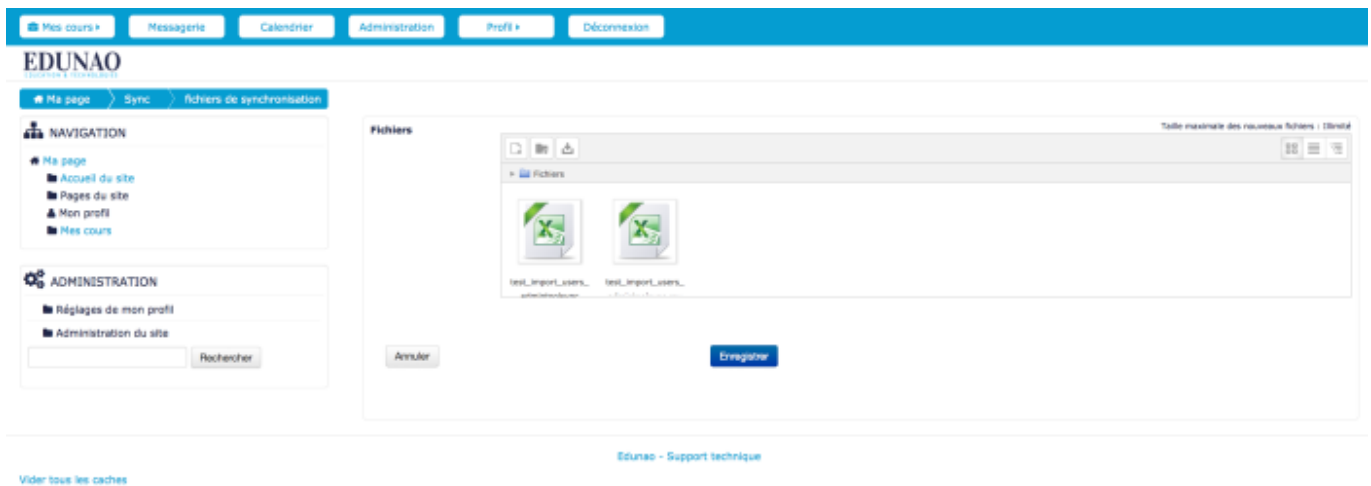 Mes cours
Messagerie
Calendrier
Administration
Profil
Déconnexion
EDUNAO
Ma page
Sync
fichiers de synchronisation
NAVIGATION
Ma page
Accueil du site
Pages du site
Mon profil
Mes cours
ADMINISTRATION
Réglages de mon profil
Administration du site
Rechercher
Fichiers
Taille maximale des nouveaux fichiers : Illimité
Fichiers
test_import_users_
test_import_users_
Annuler
Enregistrer
Edunao - Support technique
Vider tous les caches